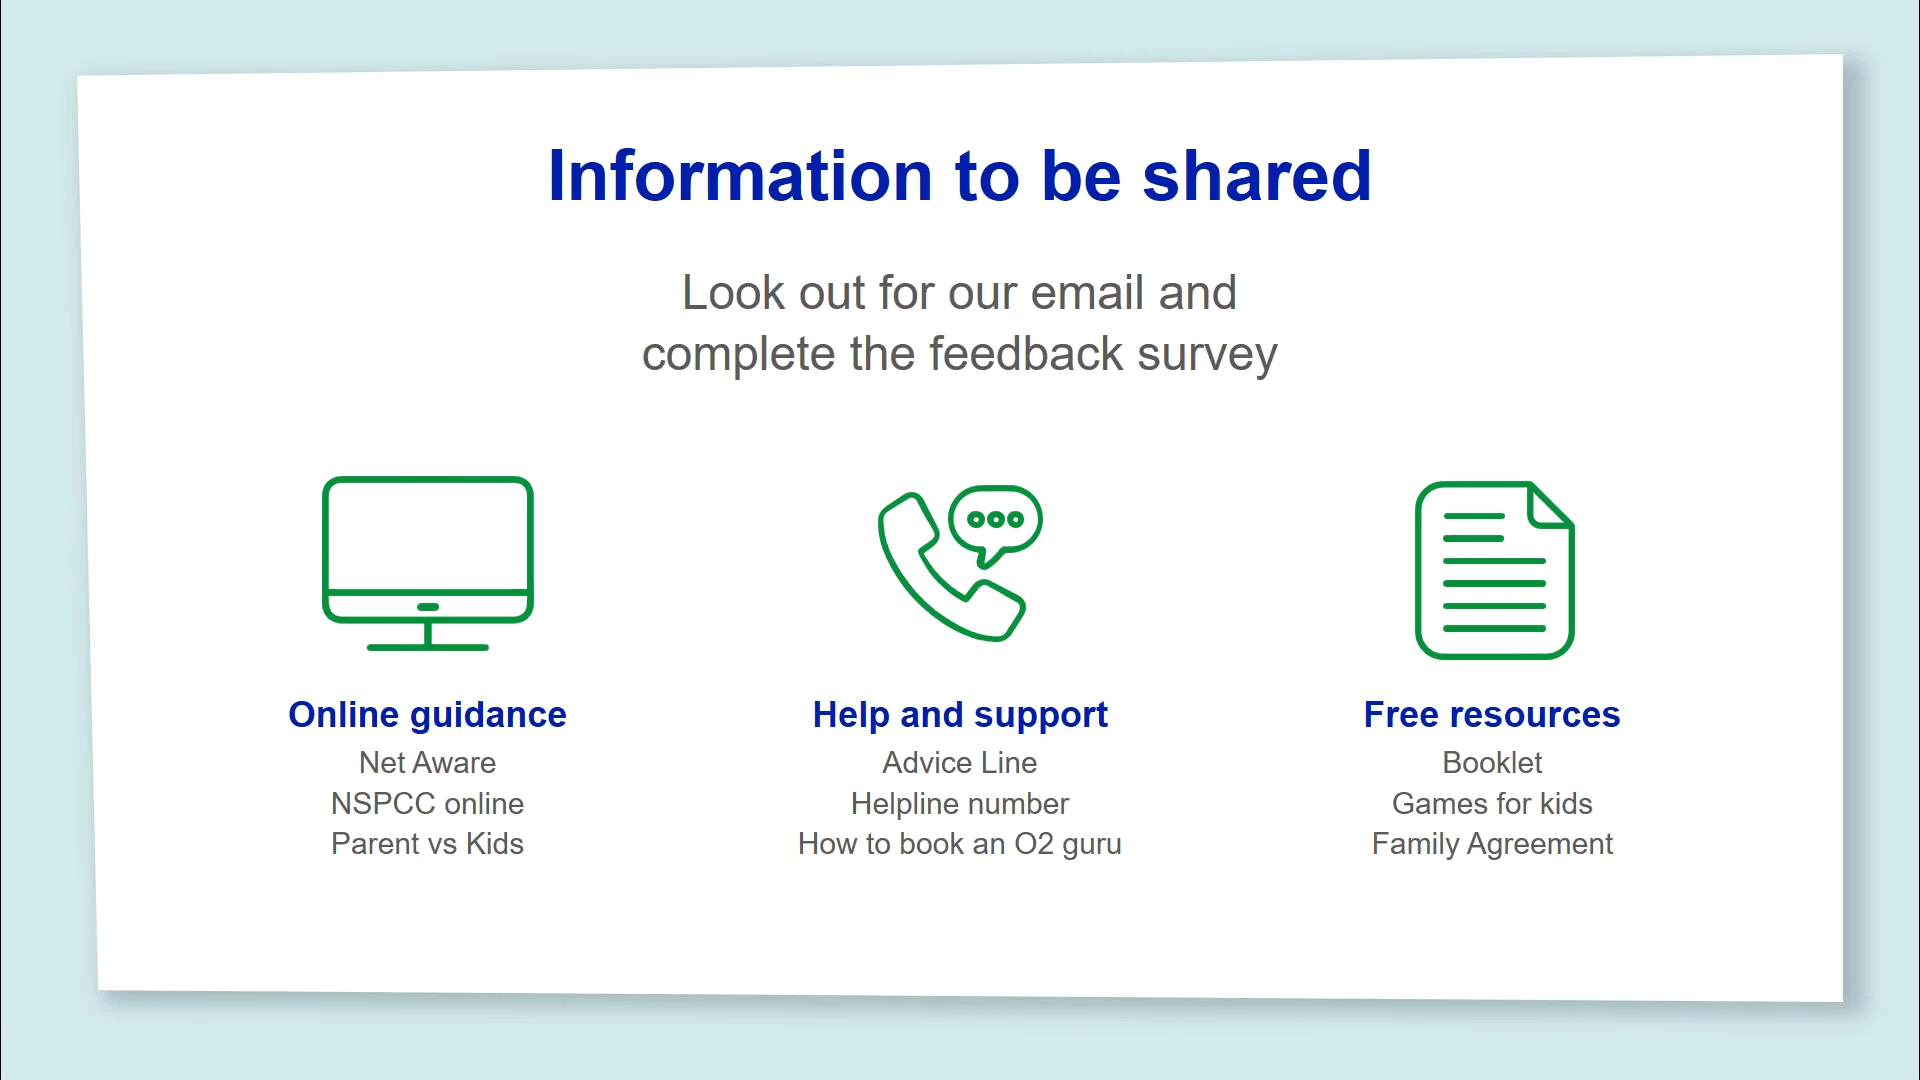 Information to be shared
Look out for our email and
complete the feedback survey
Online guidance
Net Aware
NSPCC online
Parent vs Kids
Help and support
Advice Line
Helpline number
How to book an O2 guru
Free resources
Booklet
Games for kids
Family Agreement